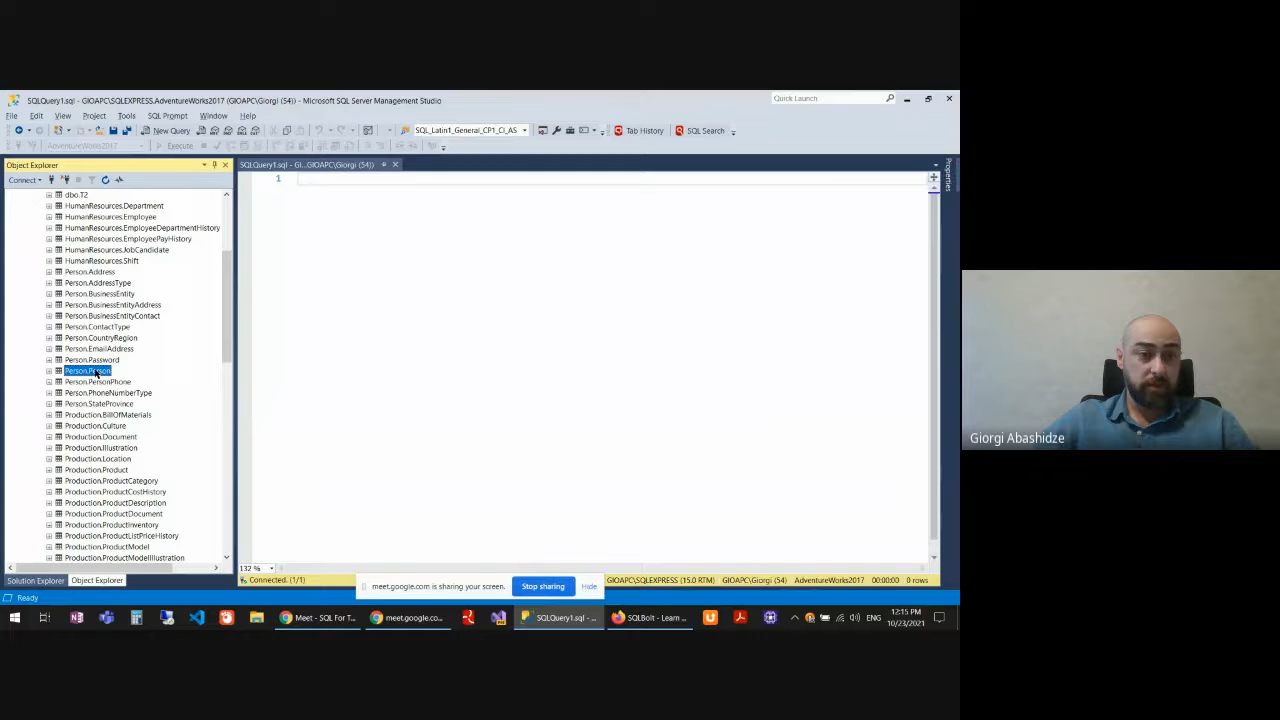 SQLQuery1.sql - GIOAPC\SQLEXPRESS.AdventureWorks2017 (GIOAPC\Giorgi (54)) - Microsoft SQL Server Management Studio
Quick Launch
File Edit View Project Tools SQL Prompt Window Help
New Query
SQL_Latin1_General_CP1_CI_AS
Tab History
SQL Search
AdventureWorks2017
Execute
Object Explorer
SQLQuery1.sql - GI...GIOAPC\Giorgi (54))
Properties
Connect
1
dbo.T2
HumanResources.Department
HumanResources.Employee
HumanResources.EmployeeDepartmentHistory
HumanResources.EmployeePayHistory
HumanResources.JobCandidate
HumanResources.Shift
Person.Address
Person.AddressType
Person.BusinessEntity
Person.BusinessEntityAddress
Person.BusinessEntityContact
Person.ContactType
Person.CountryRegion
Person.EmailAddress
Person.Password
Person.Person
Person.PersonPhone
Person.PhoneNumberType
Person.StateProvince
Production.BillOfMaterials
Production.Culture
Production.Document
Production.Illustration
Production.Location
Production.Product
Production.ProductCategory
Production.ProductCostHistory
Production.ProductDescription
Production.ProductDocument
Production.ProductInventory
Production.ProductListPriceHistory
Production.ProductModel
Production.ProductModelIllustration
Giorgi Abashidze
132 %
Solution Explorer
Object Explorer
Connected. (1/1)
GIOAPC\SQLEXPRESS (15.0 RTM)
GIOAPC\Giorgi (54)
AdventureWorks2017
00:00:00
0 rows
meet.google.com is sharing your screen.
Stop sharing
Hide
Ready
Meet - SQL For T...
meet.google.co...
SQLQuery1.sql - ...
SQLBolt - Learn ...
ENG
12:15 PM
10/23/2021